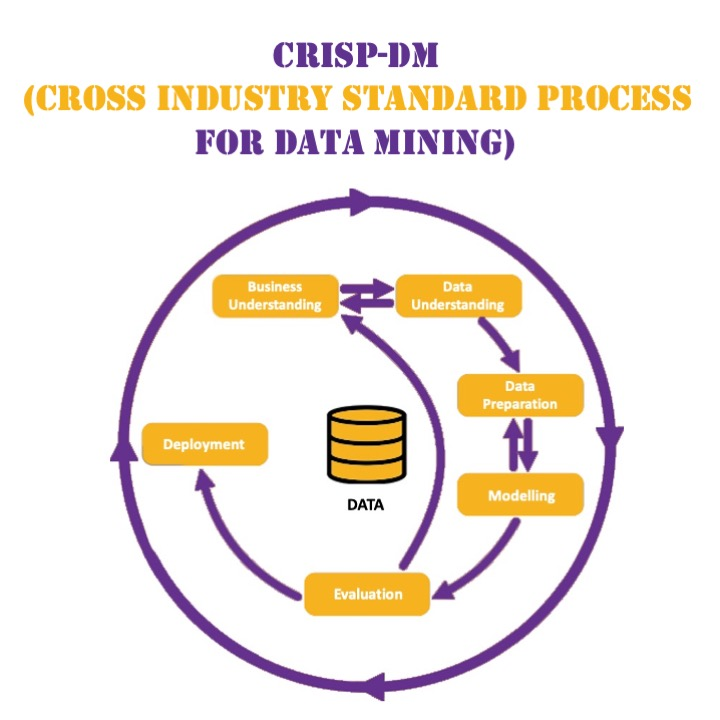 CRISP-DM
(CROSS INDUSTRY STANDARD PROCESS
FOR DATA MINING)
Business
Understanding
Data
Understanding
Data
Preparation
Deployment
Modelling
DATA
Evaluation